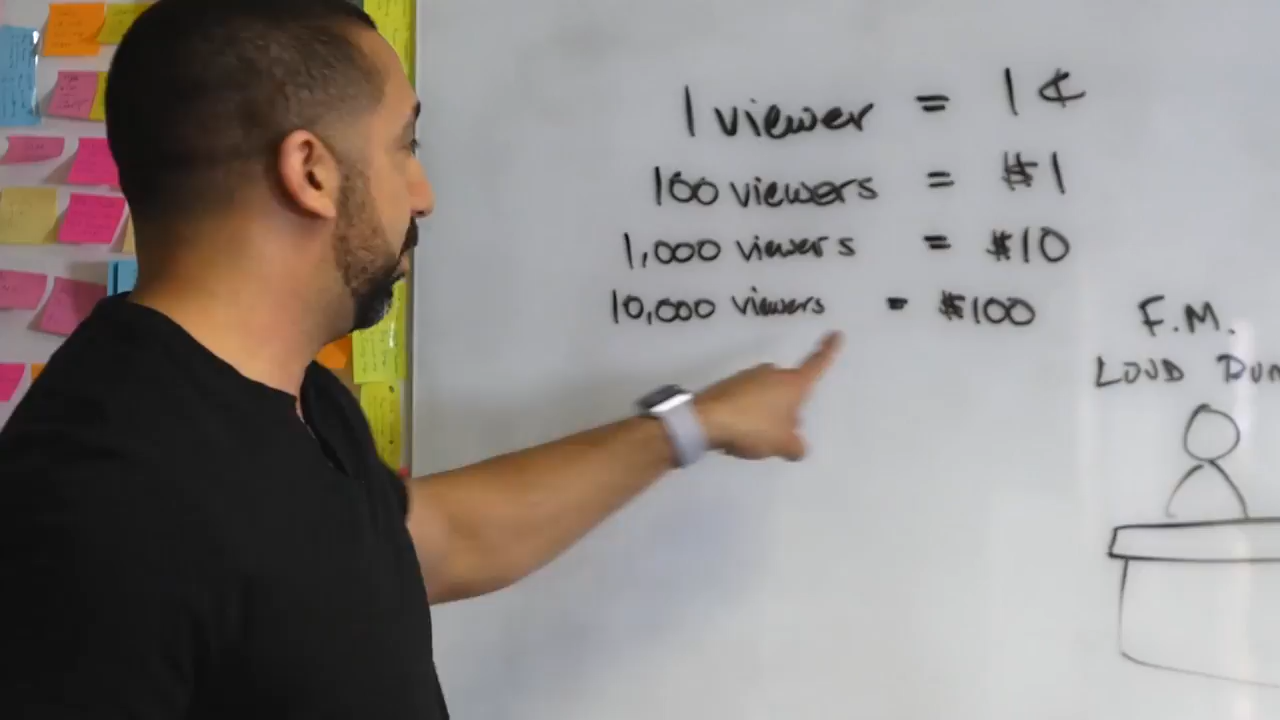 1 viewer = 1 ¢
100 viewers = $1
1,000 viewers = $10
10,000 viewers = $100
F.M.
LOUD